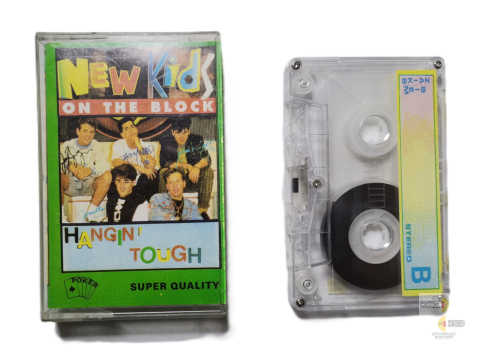 NEW KIDS
ON THE BLOCK
HANGIN'
TOUGH
POKER
SUPER QUALITY
STEREO
B